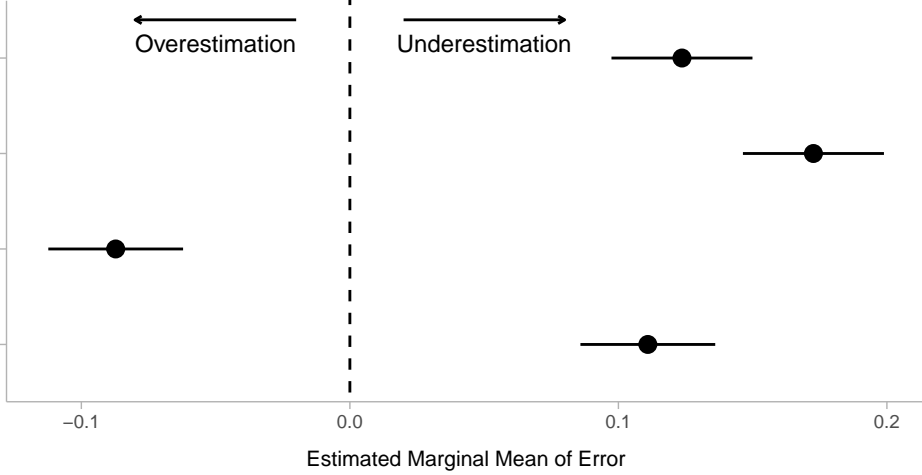 Overestimation Underestimation
−0.1 0.0 0.1 0.2
Estimated Marginal Mean of Error